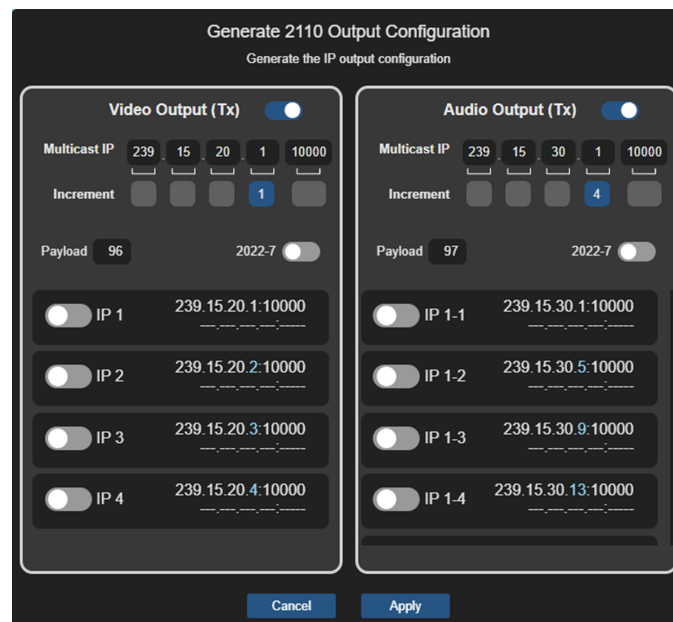 Generate 2110 Output Configuration
Generate the IP output configuration
Video Output (Tx)
Multicast IP 239 . 15 . 20 . 1 10000
Increment 1
Payload 96 2022-7
IP 1 239.15.20.1:10000
---.---.---.---:-----
IP 2 239.15.20.2:10000
---.---.---.---:-----
IP 3 239.15.20.3:10000
---.---.---.---:-----
IP 4 239.15.20.4:10000
---.---.---.---:-----
Audio Output (Tx)
Multicast IP 239 . 15 . 30 . 1 10000
Increment 4
Payload 97 2022-7
IP 1-1 239.15.30.1:10000
---.---.---.---:-----
IP 1-2 239.15.30.5:10000
---.---.---.---:-----
IP 1-3 239.15.30.9:10000
---.---.---.---:-----
IP 1-4 239.15.30.13:10000
---.---.---.---:-----
Cancel Apply